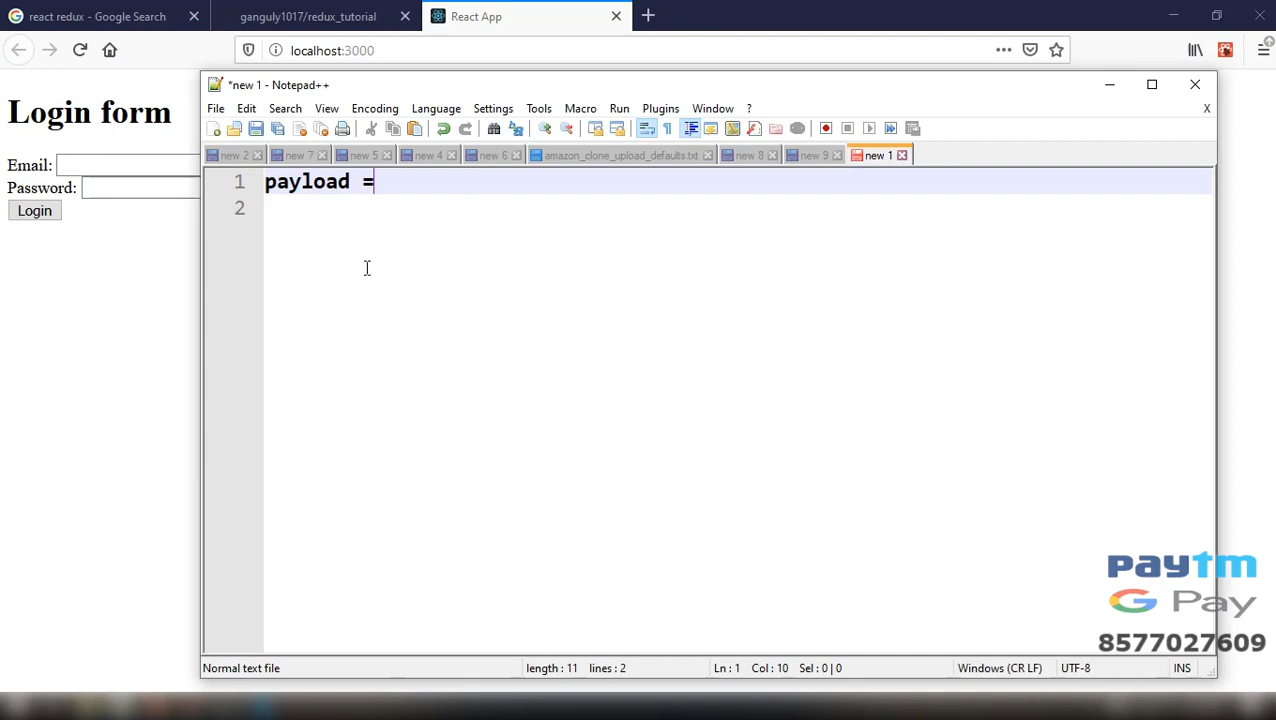 react redux - Google Search
ganguly1017/redux_tutorial
React App
localhost:3000
*new 1 - Notepad++
File Edit Search View Encoding Language Settings Tools Macro Run Plugins Window ? X
new 2 new 7 new 5 new 4 new 6 amazon_clone_upload_defaults.txt new 8 new 9 new 1
Login form
Email:
Password:
Login
1 payload =
2
paytm
G Pay
8577027609
Normal text file length : 11 lines : 2 Ln : 1 Col : 10 Sel : 0 | 0 Windows (CR LF) UTF-8 INS